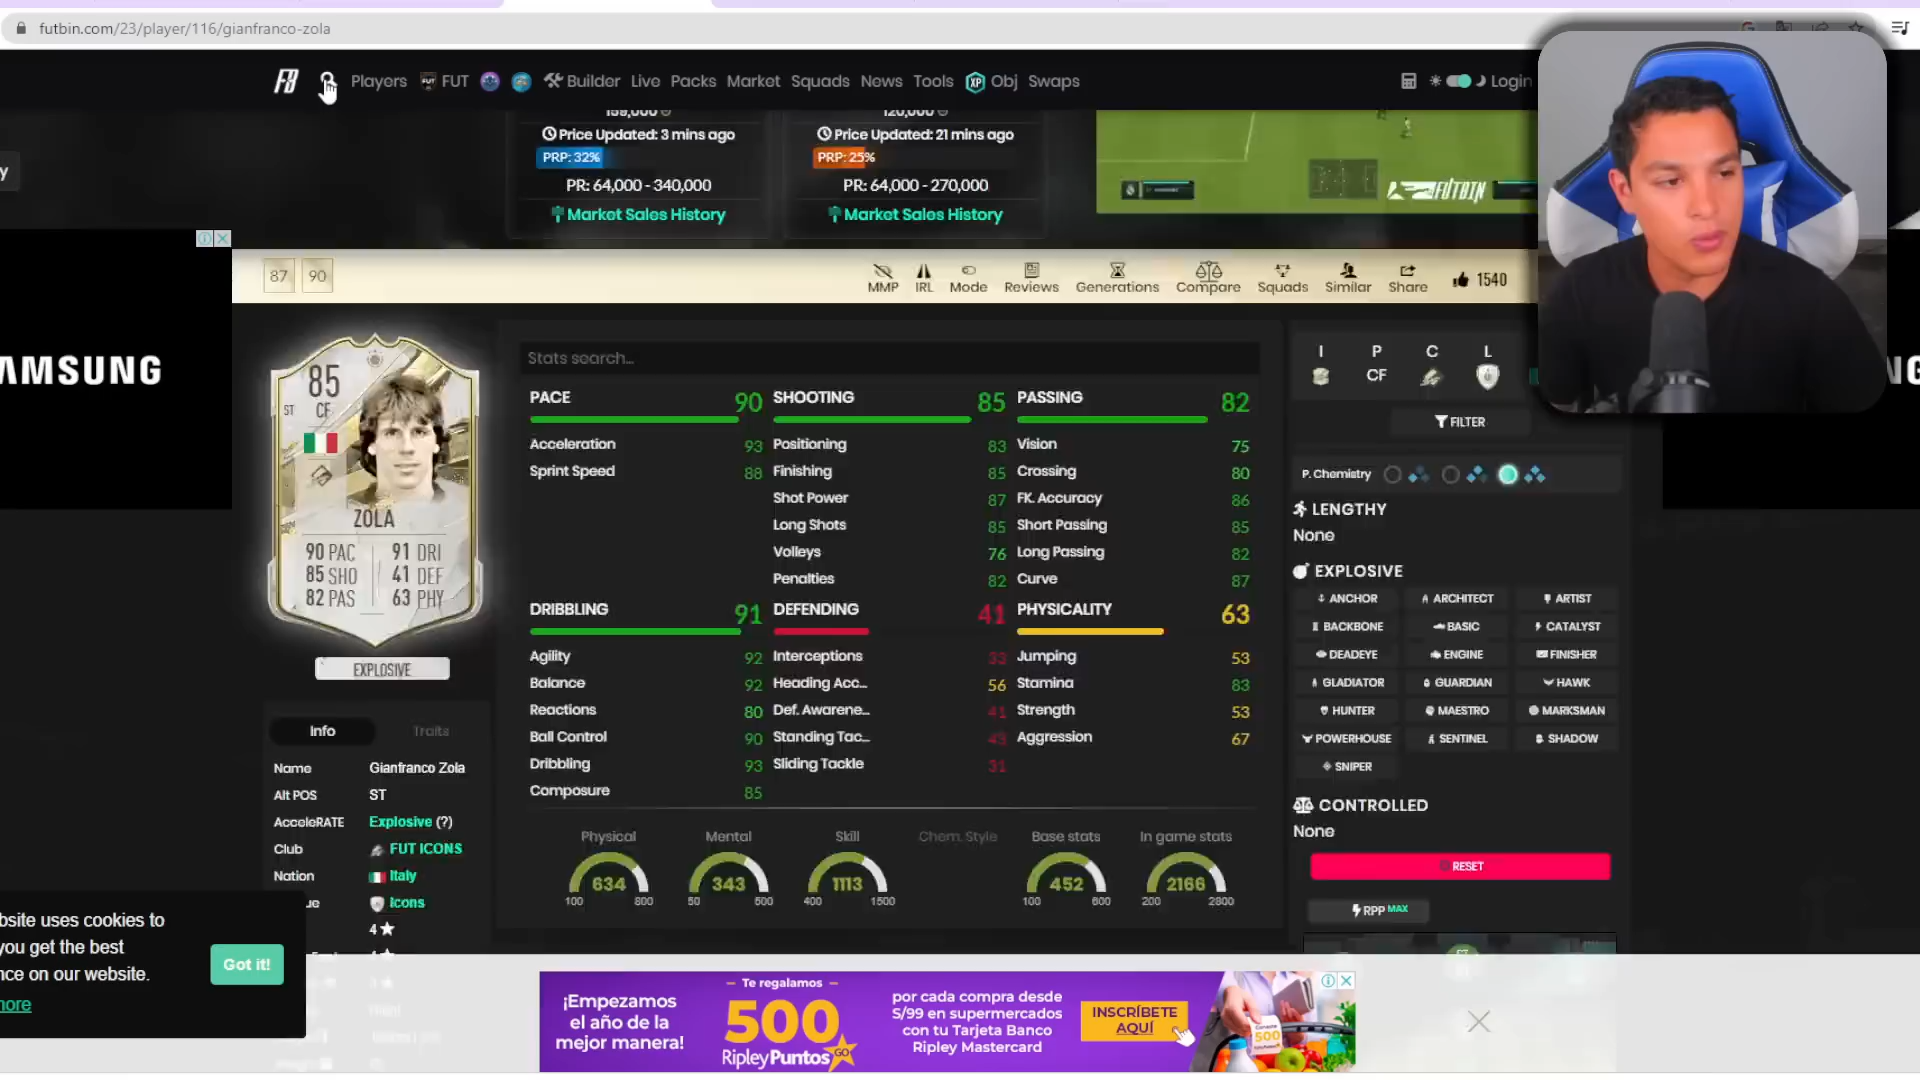 futbin.com/23/player/116/gianfranco-zola
FB Players FUT Builder Live Packs Market Squads News Tools XP Obj Swaps Login
Price Updated: 3 mins ago
PRP: 32%
PR: 64,000 - 340,000
Market Sales History
Price Updated: 21 mins ago
PRP: 25%
PR: 64,000 - 270,000
Market Sales History
FUTBIN
y
AMSUNG
87 90
MMP IRL Mode Reviews Generations Compare Squads Similar Share 1540
85
ST CF
ZOLA
90 PAC 91 DRI
85 SHO 41 DEF
82 PAS 63 PHY
EXPLOSIVE
Info Traits
Name Gianfranco Zola
Alt POS ST
AcceleRATE Explosive (?)
Club FUT ICONS
Nation Italy
ue Icons
4★
Stats search...
PACE 90
Acceleration 93
Sprint Speed 88
SHOOTING 85
Positioning 83
Finishing 85
Shot Power 87
Long Shots 85
Volleys 76
Penalties 82
PASSING 82
Vision 75
Crossing 80
FK. Accuracy 86
Short Passing 85
Long Passing 82
Curve 87
DRIBBLING 91
Agility 92
Balance 92
Reactions 80
Ball Control 90
Dribbling 93
Composure 85
DEFENDING 41
Interceptions 33
Heading Acc... 56
Def. Awarene... 41
Standing Tac... 43
Sliding Tackle 31
PHYSICALITY 63
Jumping 53
Stamina 83
Strength 53
Aggression 67
Physical Mental Skill Chem. Style Base stats In game stats
634 343 1113 452 2166
100 800 50 500 400 1500 100 600 200 2800
I P C L
CF
FILTER
P. Chemistry
LENGTHY
None
EXPLOSIVE
ANCHOR ARCHITECT ARTIST
BACKBONE BASIC CATALYST
DEADEYE ENGINE FINISHER
GLADIATOR GUARDIAN HAWK
HUNTER MAESTRO MARKSMAN
POWERHOUSE SENTINEL SHADOW
SNIPER
CONTROLLED
None
RESET
RPP MAX
bsite uses cookies to
you get the best
nce on our website.
more
Got it!
¡Empezamos
el año de la
mejor manera!
Te regalamos
500
RipleyPuntos GO
por cada compra desde
S/99 en supermercados
con tu Tarjeta Banco
Ripley Mastercard
INSCRÍBETE
AQUÍ